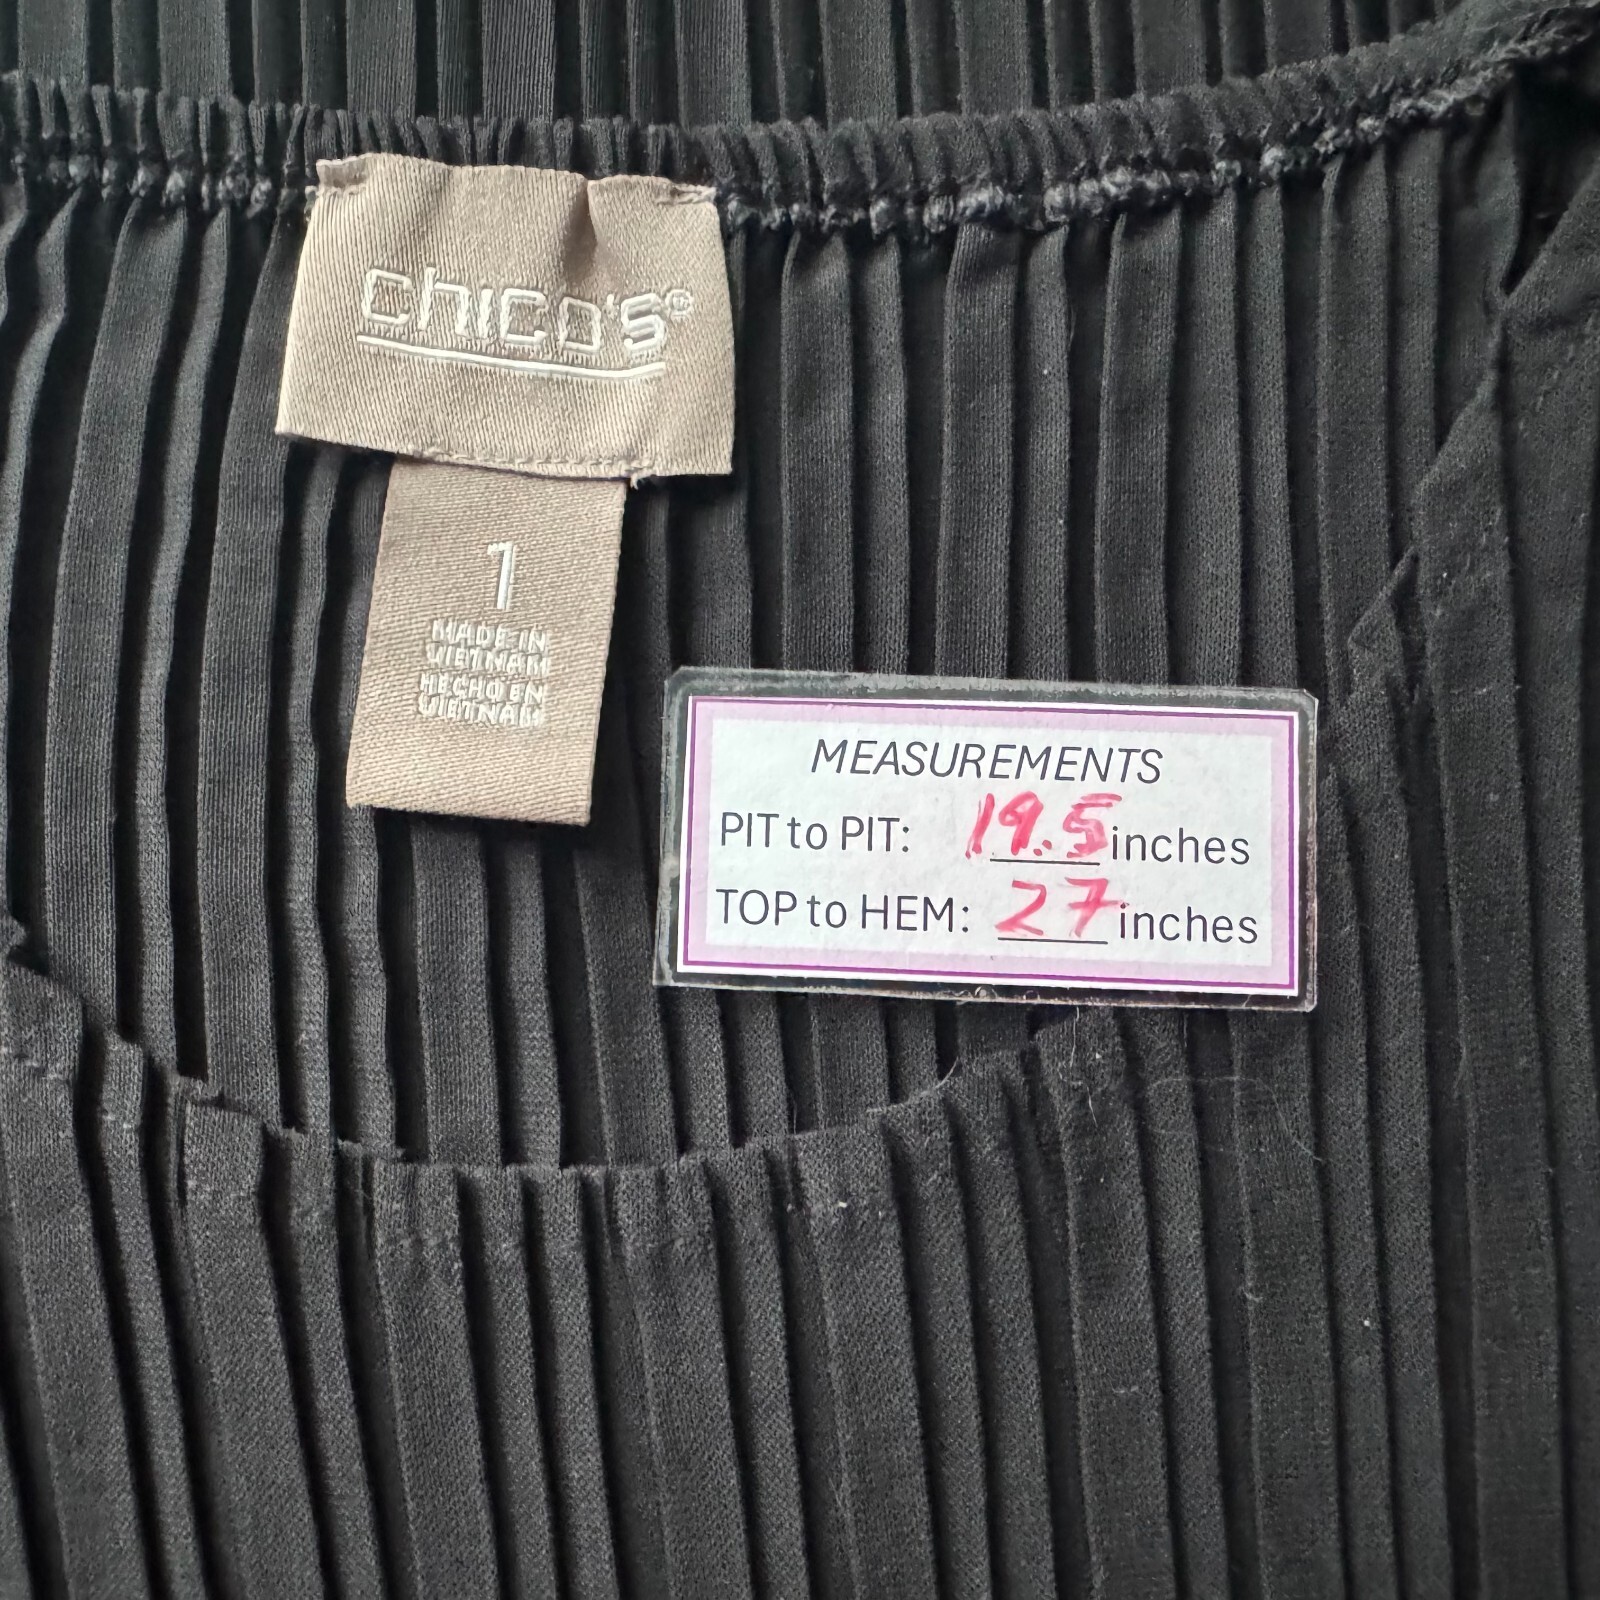 chico's®
1
MADE IN
VIETNAM
HECHO EN
VIETNAM
MEASUREMENTS
PIT to PIT: 19.5 inches
TOP to HEM: 27 inches